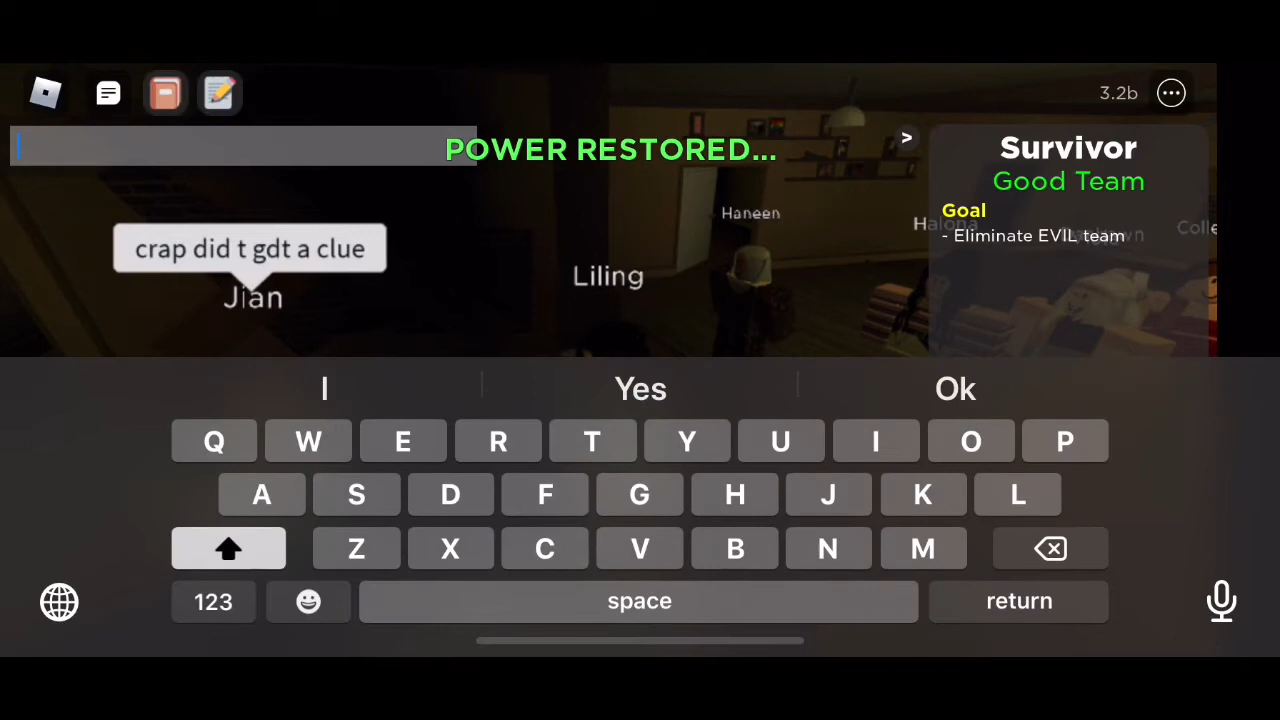 3.2b
POWER RESTORED...
>
Survivor
Good Team
Goal
- Eliminate EVIL team
Haneen
crap did t gdt a clue
Jian
Liling
I Yes Ok
Q W E R T Y U I O P
A S D F G H J K L
Z X C V B N M
123 space return